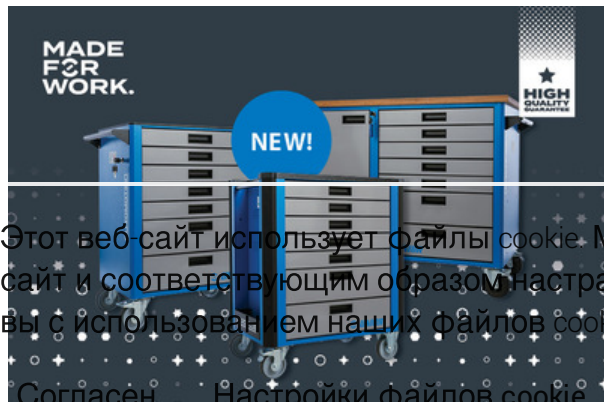 MADE
FOR
WORK.
HIGH
QUALITY
GUARANTEE
NEW!
Этот веб-сайт использует файлы cookie. М
сайт и соответствующим образом настра
вы с использованием наших файлов cook
Согласен Настройки файлов cookie